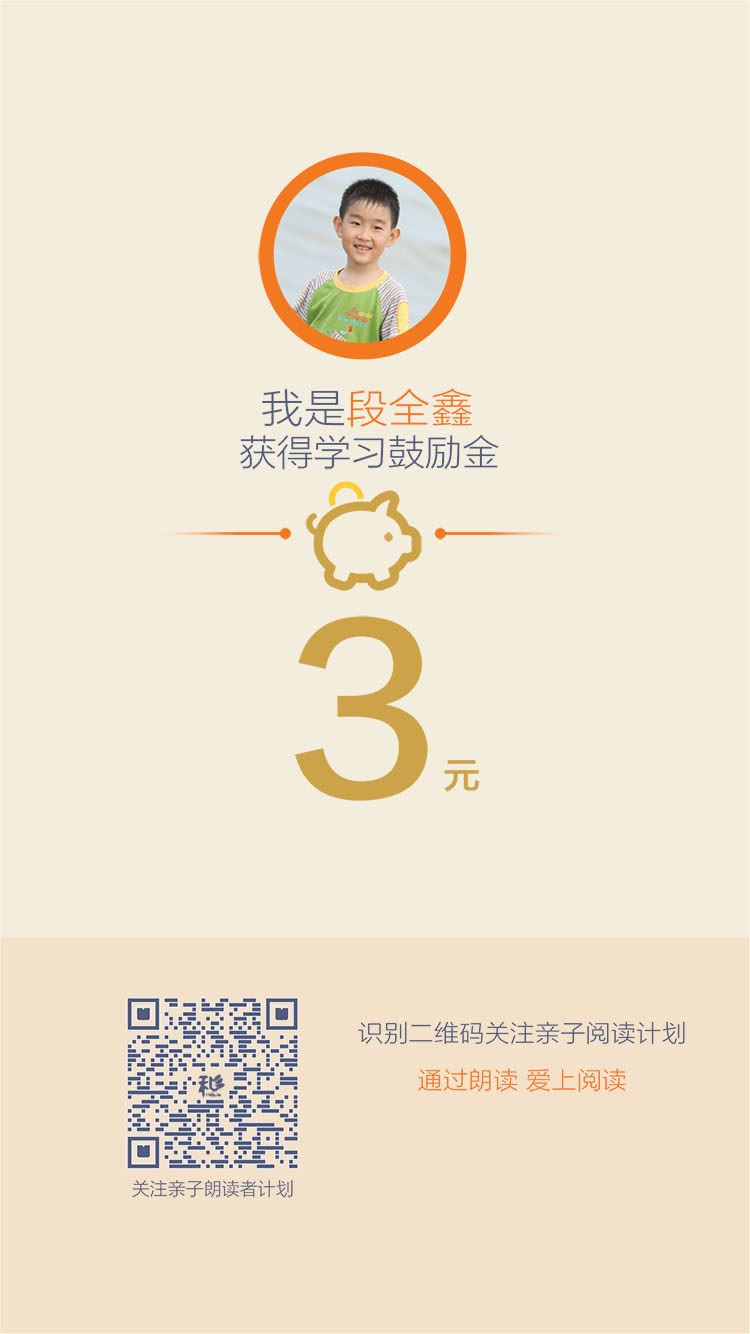 我是段全鑫
获得学习鼓励金
3元
识别二维码关注亲子阅读计划
通过朗读 爱上阅读
关注亲子朗读者计划